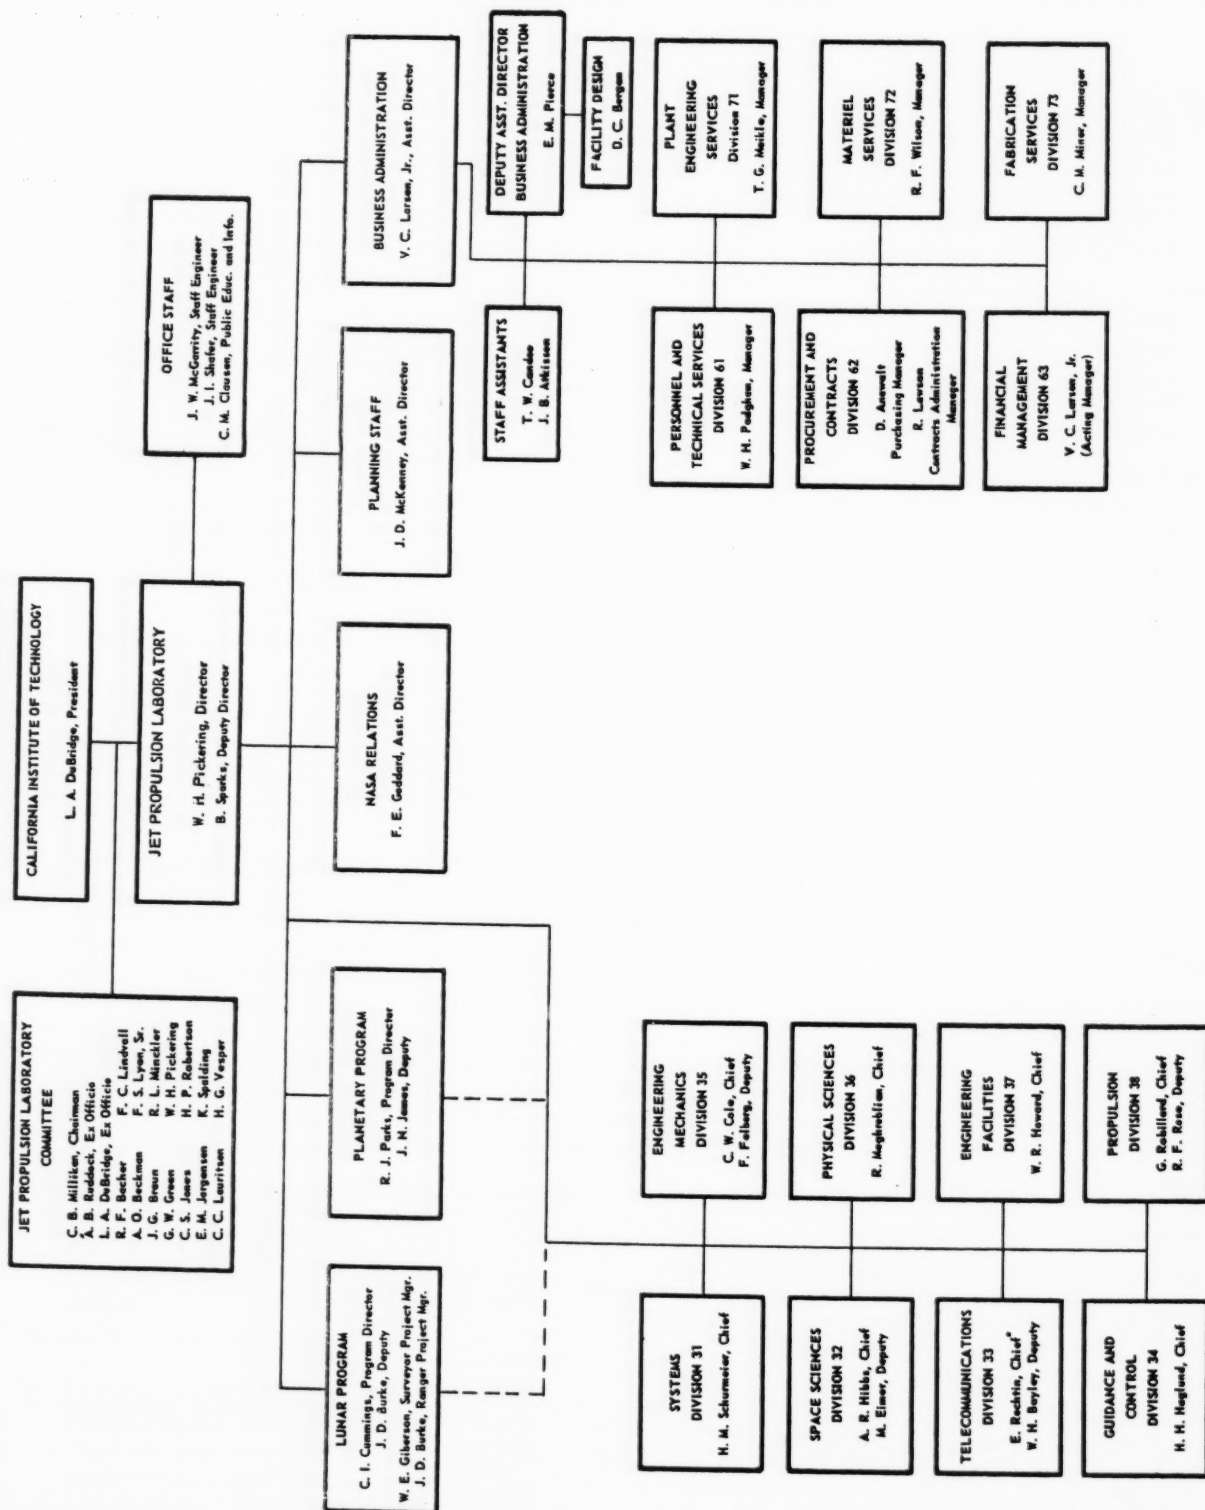 CALIFORNIA INSTITUTE OF TECHNOLOGY
L. A. DuBridge, President
JET PROPULSION LABORATORY
COMMITTEE
C. B. Millikan, Chairman
A. B. Ruddock, Ex Officio
L. A. DuBridge, Ex Officio
R. F. Bacher F. C. Lindvall
A. O. Beckman F. S. Lyon, Sr.
J. G. Braun R. L. Minckler
G. W. Green W. H. Pickering
C. S. Jones H. P. Robertson
E. M. Jorgensen K. Spalding
C. C. Lauritsen H. G. Vesper
JET PROPULSION LABORATORY
W. H. Pickering, Director
B. Sparks, Deputy Director
OFFICE STAFF
J. W. McGarrity, Staff Engineer
J. I. Shafer, Staff Engineer
C. M. Clausen, Public Educ. and Info.
LUNAR PROGRAM
C. I. Cummings, Program Director
J. D. Burke, Deputy
W. E. Giberson, Surveyor Project Mgr.
J. D. Burke, Ranger Project Mgr.
PLANETARY PROGRAM
R. J. Parks, Program Director
J. N. James, Deputy
NASA RELATIONS
F. E. Goddard, Asst. Director
PLANNING STAFF
J. D. McKenney, Asst. Director
BUSINESS ADMINISTRATION
V. C. Larsen, Jr., Asst. Director
STAFF ASSISTANTS
T. W. Candee
J. B. Atkisson
DEPUTY ASST. DIRECTOR
BUSINESS ADMINISTRATION
E. M. Pierce
FACILITY DESIGN
D. C. Bergen
SYSTEMS
DIVISION 31
H. M. Schurmeier, Chief
ENGINEERING
MECHANICS
DIVISION 35
C. W. Cole, Chief
F. Felberg, Deputy
SPACE SCIENCES
DIVISION 32
A. R. Hibbs, Chief
M. Eimer, Deputy
PHYSICAL SCIENCES
DIVISION 36
R. Meghreblian, Chief
TELECOMMUNICATIONS
DIVISION 33
E. Rechtin, Chief*
W. H. Bayley, Deputy
ENGINEERING
FACILITIES
DIVISION 37
W. R. Howard, Chief
GUIDANCE AND
CONTROL
DIVISION 34
H. H. Haglund, Chief
PROPULSION
DIVISION 38
G. Robillard, Chief
R. F. Rose, Deputy
PERSONNEL AND
TECHNICAL SERVICES
DIVISION 61
W. H. Padgham, Manager
PLANT
ENGINEERING
SERVICES
Division 71
T. G. Meikle, Manager
PROCUREMENT AND
CONTRACTS
DIVISION 62
D. Anawalt
Purchasing Manager
R. Lawson
Contracts Administration
Manager
MATERIEL
SERVICES
DIVISION 72
R. F. Wilson, Manager
FINANCIAL
MANAGEMENT
DIVISION 63
V. C. Larsen, Jr.
(Acting Manager)
FABRICATION
SERVICES
DIVISION 73
C. M. Miner, Manager